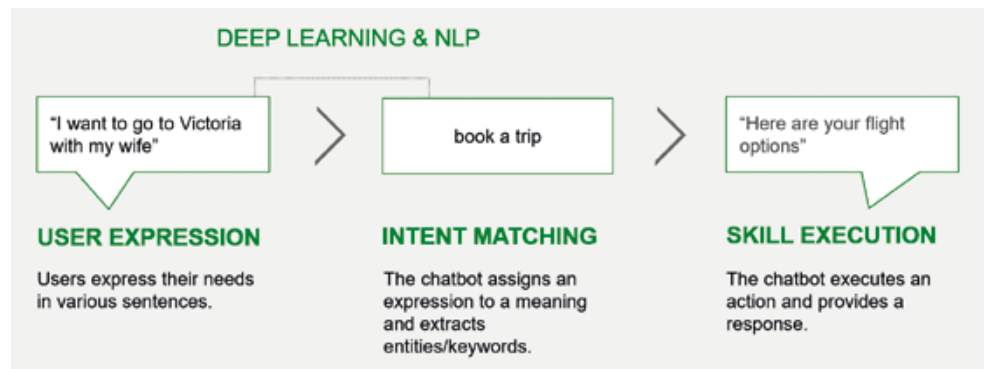 DEEP LEARNING & NLP
“I want to go to Victoria
with my wife”
book a trip
“Here are your flight
options”
USER EXPRESSION
Users express their needs
in various sentences.
INTENT MATCHING
The chatbot assigns an
expression to a meaning
and extracts
entities/keywords.
SKILL EXECUTION
The chatbot executes an
action and provides a
response.